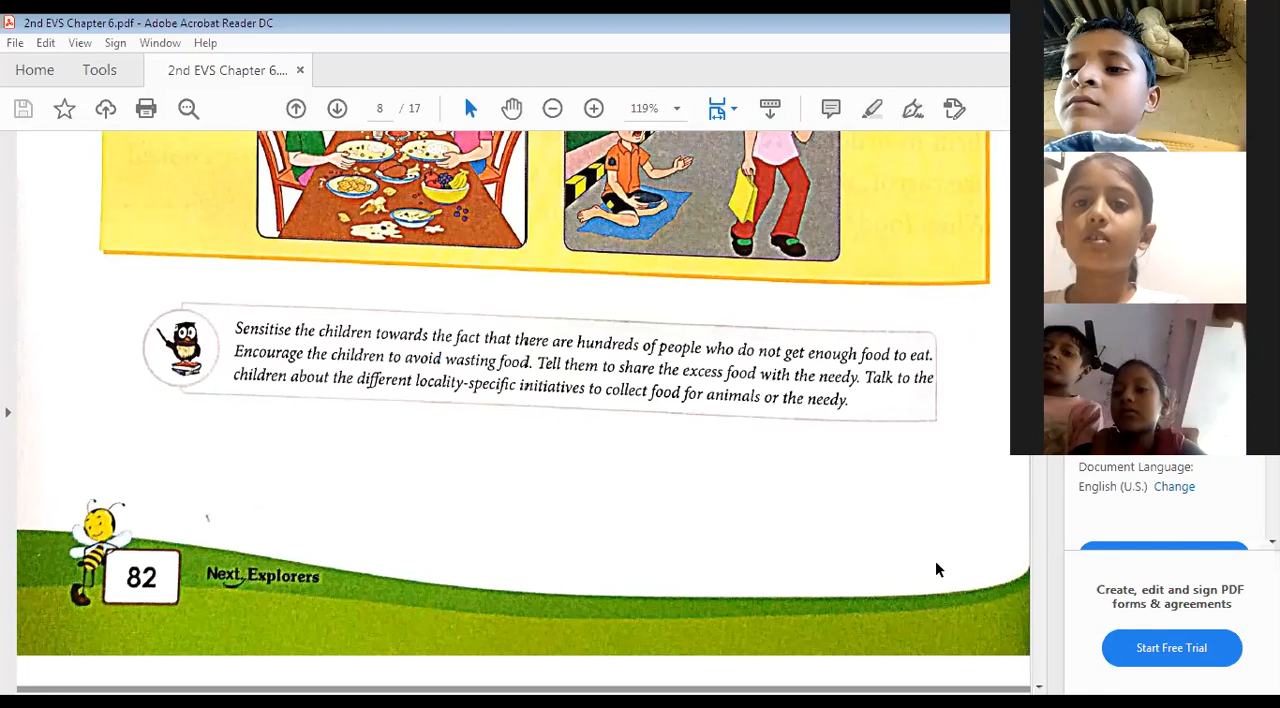 2nd EVS Chapter 6.pdf - Adobe Acrobat Reader DC
File Edit View Sign Window Help
Home Tools 2nd EVS Chapter 6.... ×
8 / 17 119%
Sensitise the children towards the fact that there are hundreds of people who do not get enough food to eat.
Encourage the children to avoid wasting food. Tell them to share the excess food with the needy. Talk to the
children about the different locality-specific initiatives to collect food for animals or the needy.
82 Next Explorers
Document Language:
English (U.S.) Change
Create, edit and sign PDF
forms & agreements
Start Free Trial